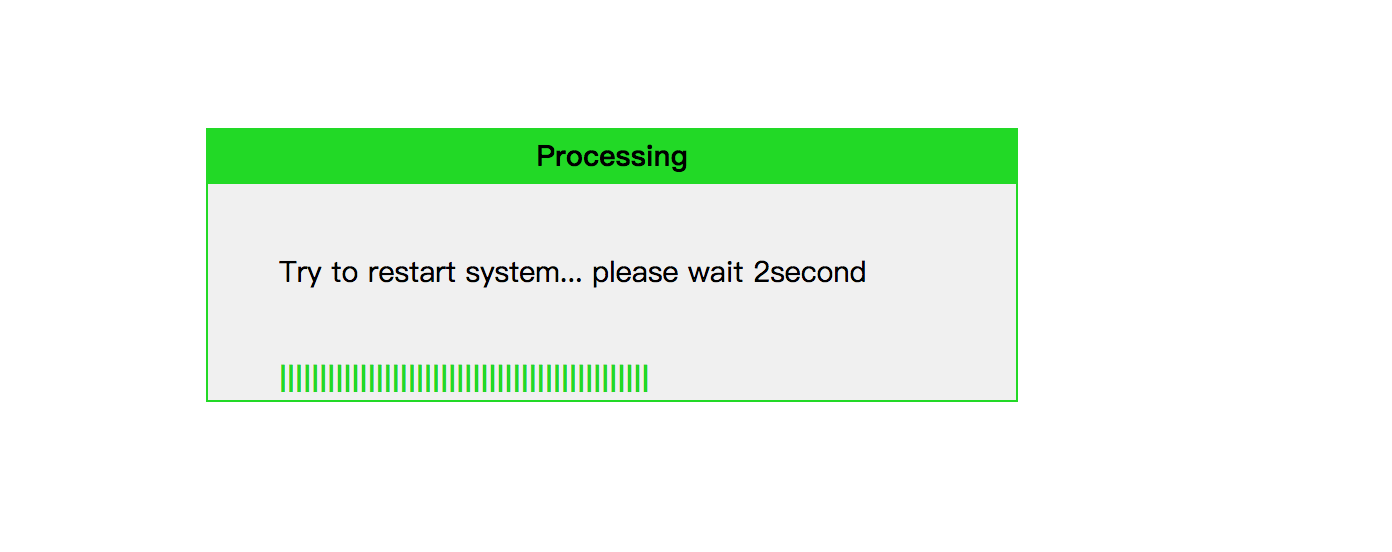 Processing
Try to restart system... please wait 2second